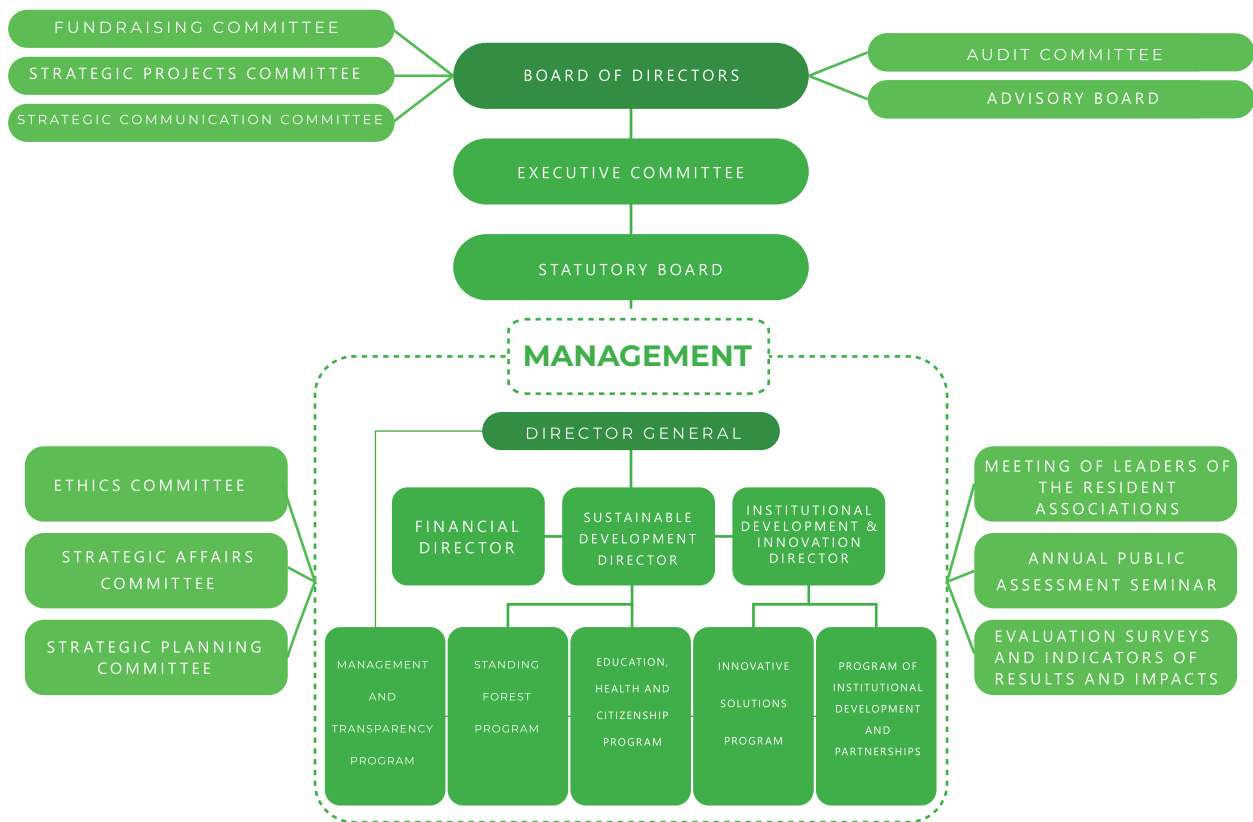 FUNDRAISING COMMITTEE
STRATEGIC PROJECTS COMMITTEE
STRATEGIC COMMUNICATION COMMITTEE
BOARD OF DIRECTORS
AUDIT COMMITTEE
ADVISORY BOARD
EXECUTIVE COMMITTEE
STATUTORY BOARD
MANAGEMENT
DIRECTOR GENERAL
ETHICS COMMITTEE
STRATEGIC AFFAIRS
COMMITTEE
STRATEGIC PLANNING
COMMITTEE
FINANCIAL
DIRECTOR
SUSTAINABLE
DEVELOPMENT
DIRECTOR
INSTITUTIONAL
DEVELOPMENT &
INNOVATION
DIRECTOR
MEETING OF LEADERS OF
THE RESIDENT
ASSOCIATIONS
ANNUAL PUBLIC
ASSESSMENT SEMINAR
EVALUATION SURVEYS
AND INDICATORS OF
RESULTS AND IMPACTS
MANAGEMENT
AND
TRANSPARENCY
PROGRAM
STANDING
FOREST
PROGRAM
EDUCATION,
HEALTH AND
CITIZENSHIP
PROGRAM
INNOVATIVE
SOLUTIONS
PROGRAM
PROGRAM OF
INSTITUTIONAL
DEVELOPMENT
AND
PARTNERSHIPS